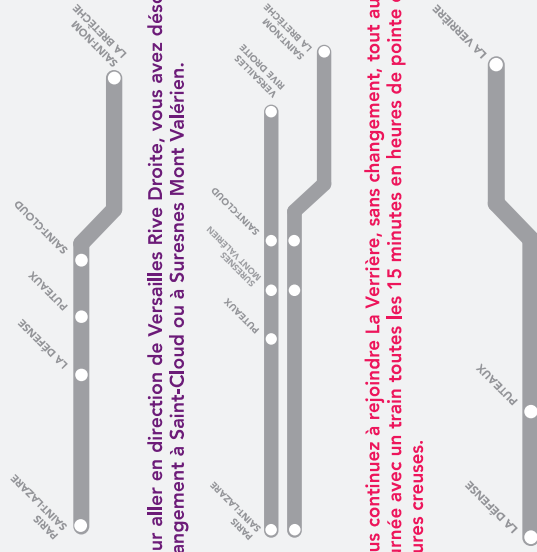 SAINT-NOM
LA BRETÈCHE
SAINT-CLOUD
PUTEAUX
LA DÉFENSE
PARIS
SAINT-LAZARE
ur aller en direction de Versailles Rive Droite, vous avez déso
angement à Saint-Cloud ou à Suresnes Mont Valérien.
SAINT-NOM
LA BRETÈCHE
VERSAILLES
RIVE DROITE
SAINT-CLOUD
SURESNES
MONT VALÉRIEN
PUTEAUX
PARIS
SAINT-LAZARE
us continuez à rejoindre La Verrière, sans changement, tout au
rnée avec un train toutes les 15 minutes en heures de pointe
ures creuses.
LA VERRIÈRE
PUTEAUX
LA DÉFENSE